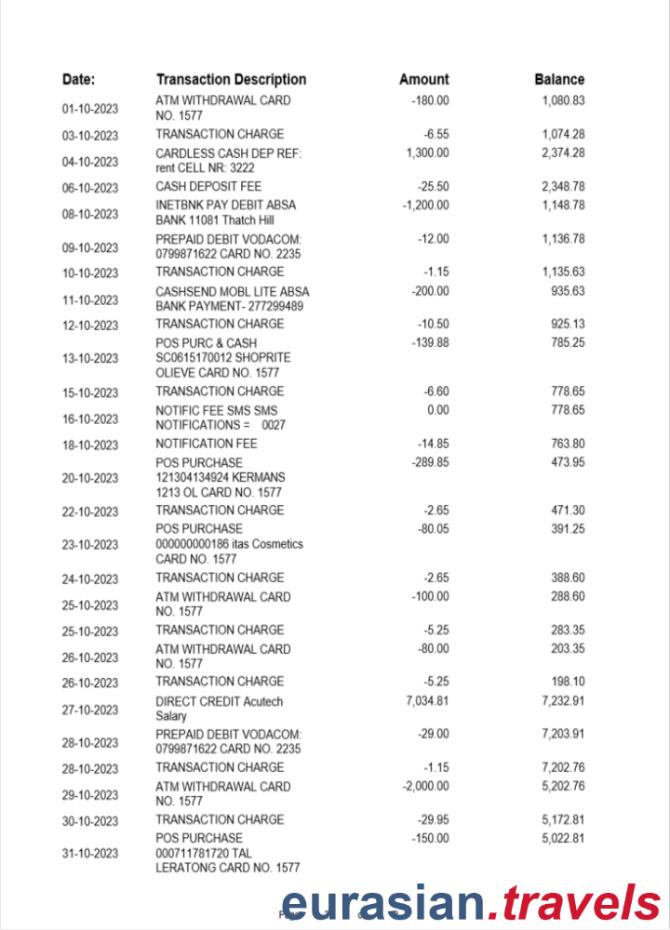 Date: Transaction Description Amount Balance
01-10-2023 ATM WITHDRAWAL CARD -180.00 1,080.83
NO. 1577
03-10-2023 TRANSACTION CHARGE -6.55 1,074.28
04-10-2023 CARDLESS CASH DEP REF: 1,300.00 2,374.28
rent CELL NR: 3222
06-10-2023 CASH DEPOSIT FEE -25.50 2,348.78
08-10-2023 INETBNK PAY DEBIT ABSA -1,200.00 1,148.78
BANK 11081 Thatch Hill
09-10-2023 PREPAID DEBIT VODACOM: -12.00 1,136.78
0799871622 CARD NO. 2235
10-10-2023 TRANSACTION CHARGE -1.15 1,135.63
11-10-2023 CASHSEND MOBL LITE ABSA -200.00 935.63
BANK PAYMENT- 277299489
12-10-2023 TRANSACTION CHARGE -10.50 925.13
13-10-2023 POS PURC & CASH -139.88 785.25
SC0615170012 SHOPRITE
OLIEVE CARD NO. 1577
15-10-2023 TRANSACTION CHARGE -6.60 778.65
16-10-2023 NOTIFIC FEE SMS SMS 0.00 778.65
NOTIFICATIONS = 0027
18-10-2023 NOTIFICATION FEE -14.85 763.80
20-10-2023 POS PURCHASE -289.85 473.95
121304134924 KERMANS
1213 OL CARD NO. 1577
22-10-2023 TRANSACTION CHARGE -2.65 471.30
23-10-2023 POS PURCHASE -80.05 391.25
000000000186 itas Cosmetics
CARD NO. 1577
24-10-2023 TRANSACTION CHARGE -2.65 388.60
25-10-2023 ATM WITHDRAWAL CARD -100.00 288.60
NO. 1577
25-10-2023 TRANSACTION CHARGE -5.25 283.35
26-10-2023 ATM WITHDRAWAL CARD -80.00 203.35
NO. 1577
26-10-2023 TRANSACTION CHARGE -5.25 198.10
27-10-2023 DIRECT CREDIT Acutech 7,034.81 7,232.91
Salary
28-10-2023 PREPAID DEBIT VODACOM: -29.00 7,203.91
0799871622 CARD NO. 2235
28-10-2023 TRANSACTION CHARGE -1.15 7,202.76
29-10-2023 ATM WITHDRAWAL CARD -2,000.00 5,202.76
NO. 1577
30-10-2023 TRANSACTION CHARGE -29.95 5,172.81
31-10-2023 POS PURCHASE -150.00 5,022.81
000711781720 TAL
LERATONG CARD NO. 1577
eurasian.travels